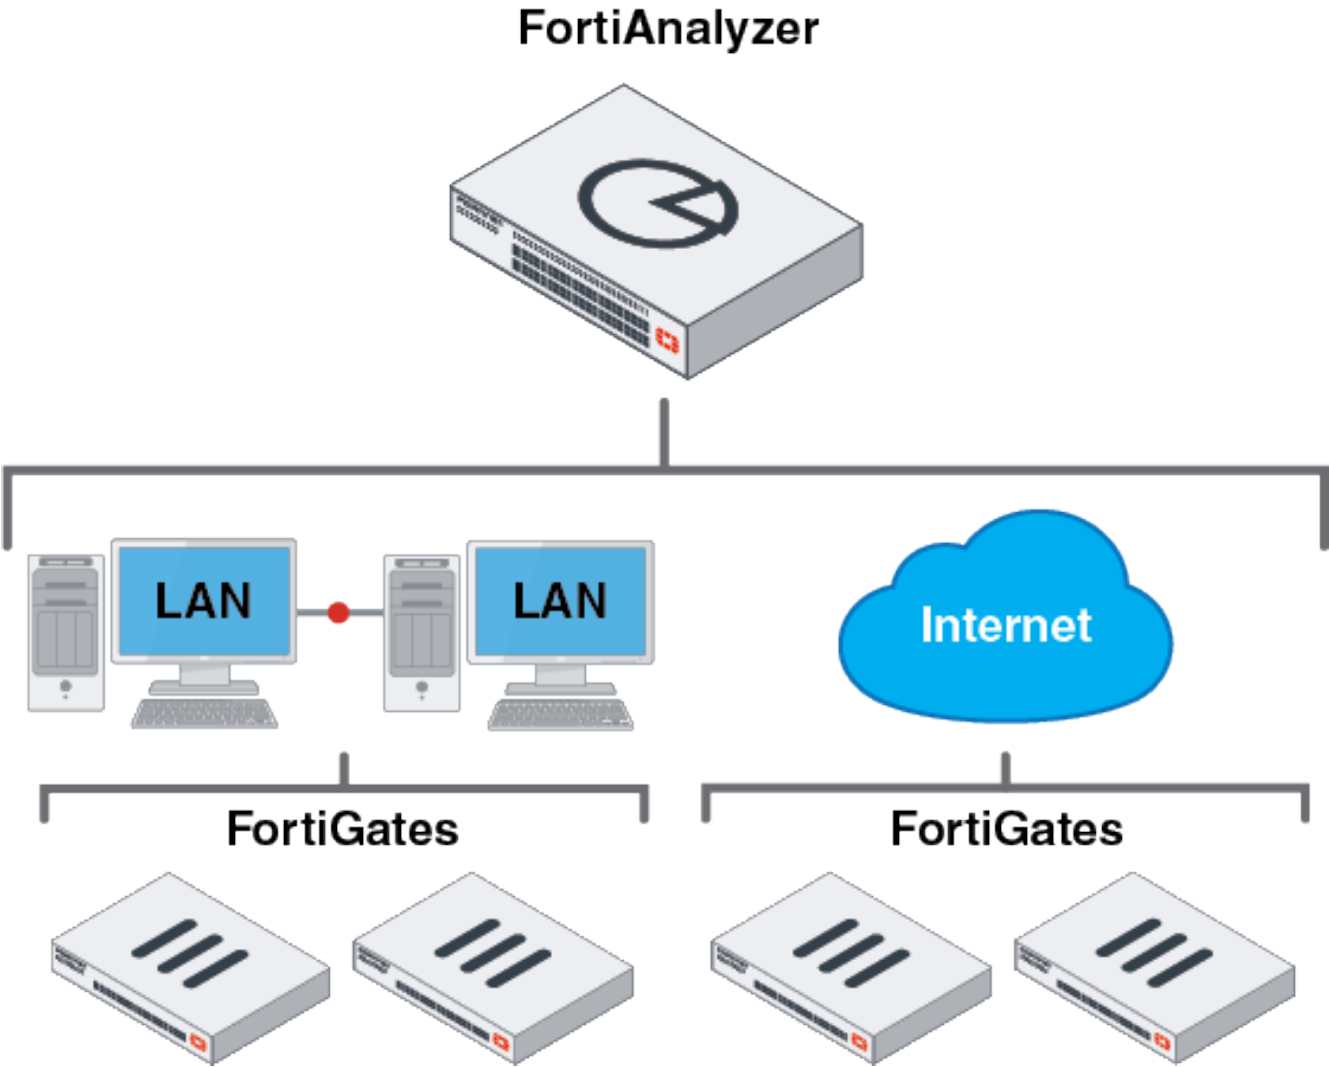 FortiAnalyzer
LAN
LAN
Internet
FortiGates
FortiGates